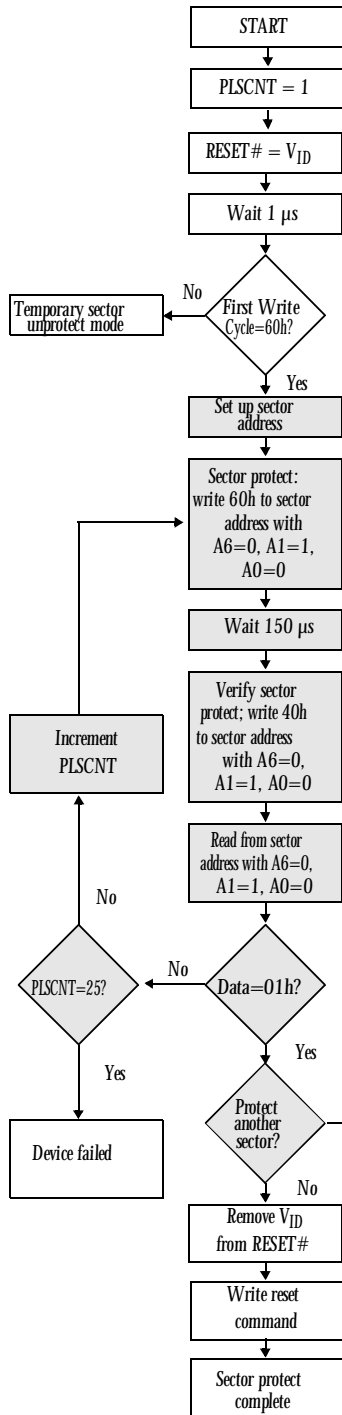 START
PLSCNT = 1
RESET# = VID
Wait 1 µs
No
First Write
Cycle=60h?
Temporary sector
unprotect mode
Yes
Set up sector
address
Sector protect:
write 60h to sector
address with
A6=0, A1=1,
A0=0
Wait 150 µs
Verify sector
protect; write 40h
to sector address
with A6=0,
A1=1, A0=0
Increment
PLSCNT
Read from sector
address with A6=0,
A1=1, A0=0
No
No
PLSCNT=25?
Data=01h?
Yes
Yes
Protect
another
sector?
Device failed
No
Remove VID
from RESET#
Write reset
command
Sector protect
complete